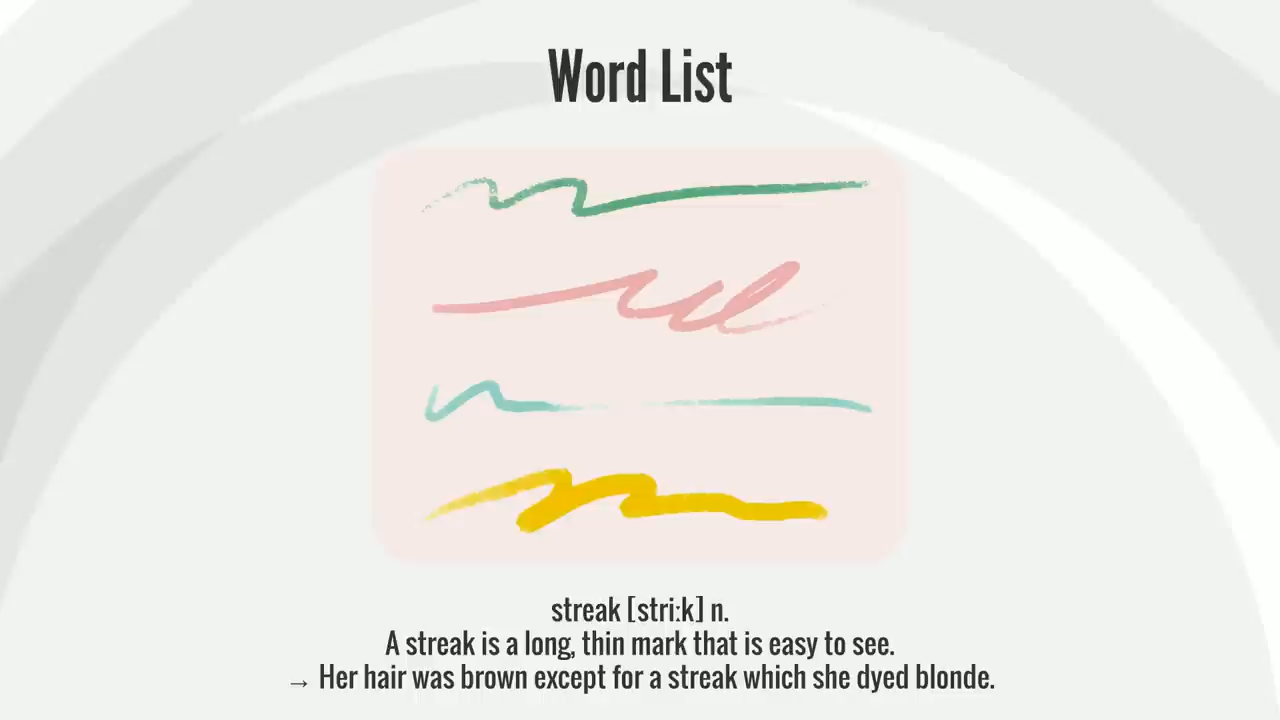 Word List
streak [stri:k] n.
A streak is a long, thin mark that is easy to see.
→ Her hair was brown except for a streak which she dyed blonde.